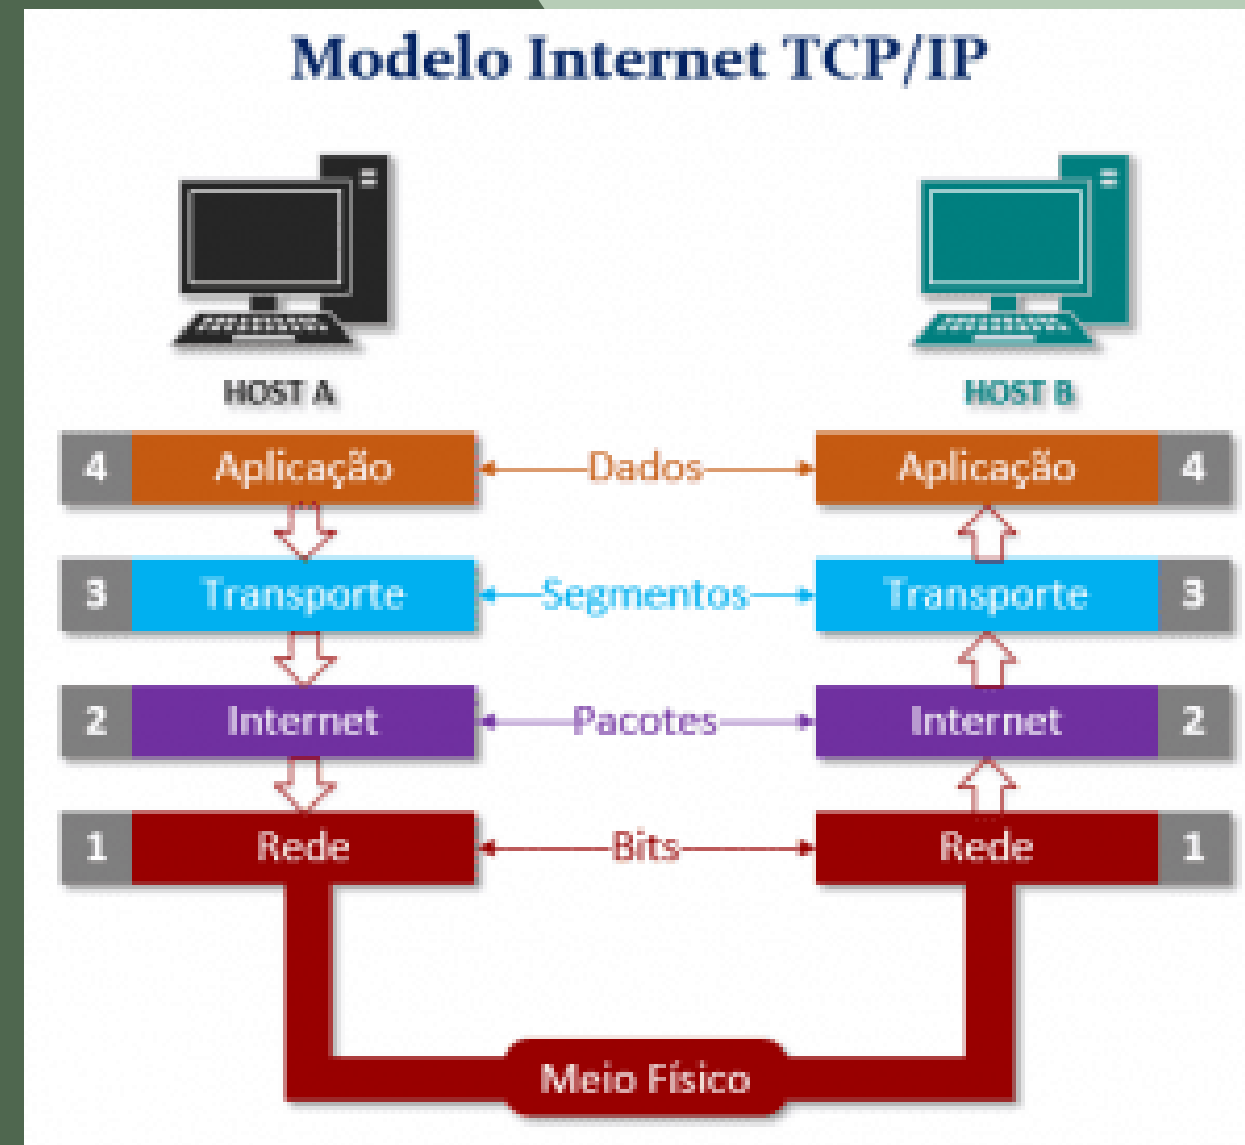 Modelo Internet TCP/IP
HOST A
HOST B
4 Aplicação Dados Aplicação 4
3 Transporte Segmentos Transporte 3
2 Internet Pacotes Internet 2
1 Rede Bits Rede 1
Meio Físico